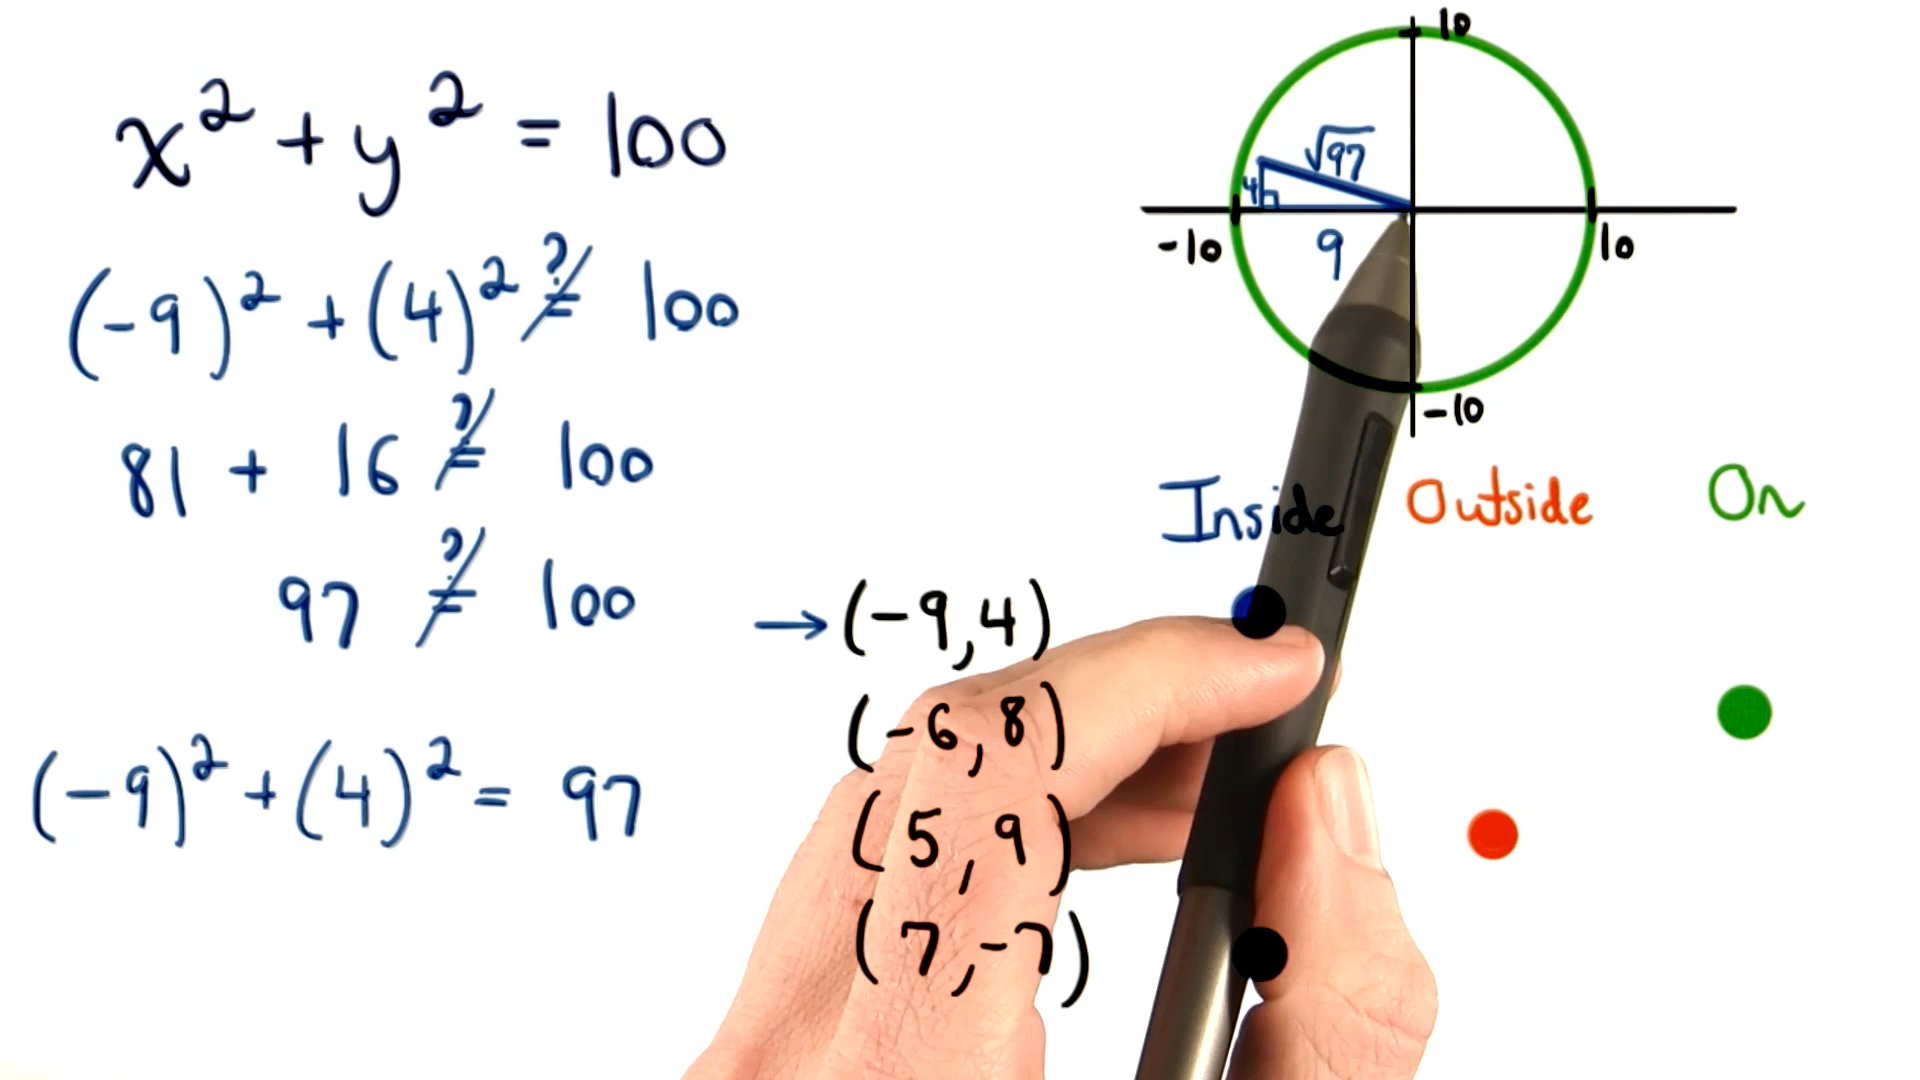 x² + y² = 100
(-9)² + (4)² ≠? 100
81 + 16 ≠? 100
97 ≠? 100
(-9)² + (4)² = 97
10
√97
4
9
-10
10
-10
Inside Outside On
→ (-9, 4)
(-6, 8)
(5, 9)
(7, -7)